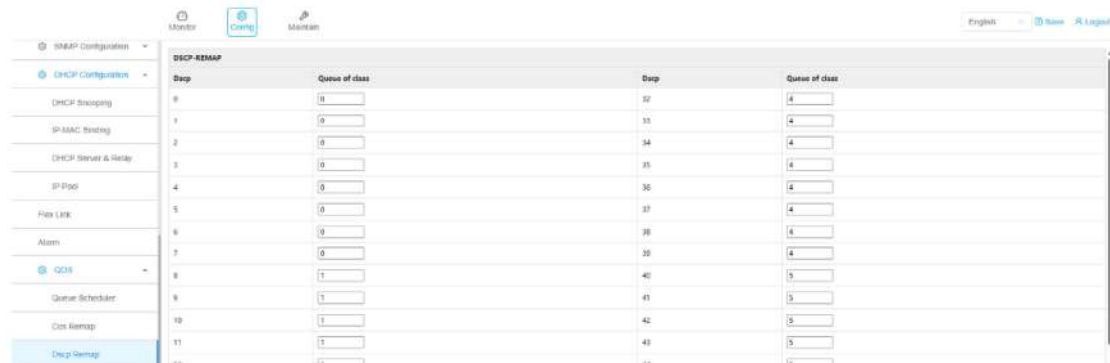 Monitor Config Maintain English Save Logout
SNMP Configuration
DHCP Configuration
DHCP Snooping
IP-MAC Binding
DHCP Server & Relay
IP Pool
Flex Link
Alarm
QOS
Queue Scheduler
Cos Remap
Dscp Remap
DSCP-REMAP
Dscp Queue of class Dscp Queue of class
0 0 32 4
1 0 33 4
2 0 34 4
3 0 35 4
4 0 36 4
5 0 37 4
6 0 38 4
7 0 39 4
8 1 40 5
9 1 41 5
10 1 42 5
11 1 43 5